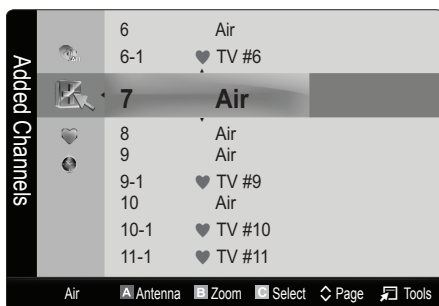 Added Channels
6 Air
6-1 ♥ TV #6
7 Air
8 Air
9 Air
9-1 ♥ TV #9
10 Air
10-1 ♥ TV #10
11-1 ♥ TV #11
Air A Antenna B Zoom C Select Page Tools